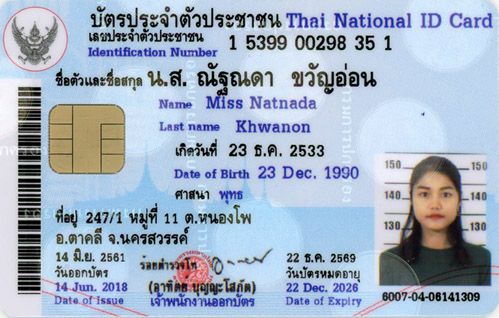 บัตรประจำตัวประชาชน Thai National ID Card
เลขประจำตัวประชาชน 1 5399 00298 35 1
Identification Number
ชื่อตัวและชื่อสกุล น.ส. ณัฐณดา ขวัญอ่อน
Name Miss Natnada
Last name Khwanon
เกิดวันที่ 23 ธ.ค. 2533
Date of Birth 23 Dec. 1990
ศาสนา พุทธ
ที่อยู่ 247/1 หมู่ที่ 11 ต.หนองโพ
อ.ตาคลี จ.นครสวรรค์
14 มิ.ย. 2561
วันออกบัตร
14 Jun. 2018
Date of Issue
ร้อยตำรวจโท
(อาทิตย์ บุญญะโสภัต)
เจ้าพนักงานออกบัตร
22 ธ.ค. 2569
วันบัตรหมดอายุ
22 Dec. 2026
Date of Expiry
150 150
140 140
130 130
6007-04-06141309